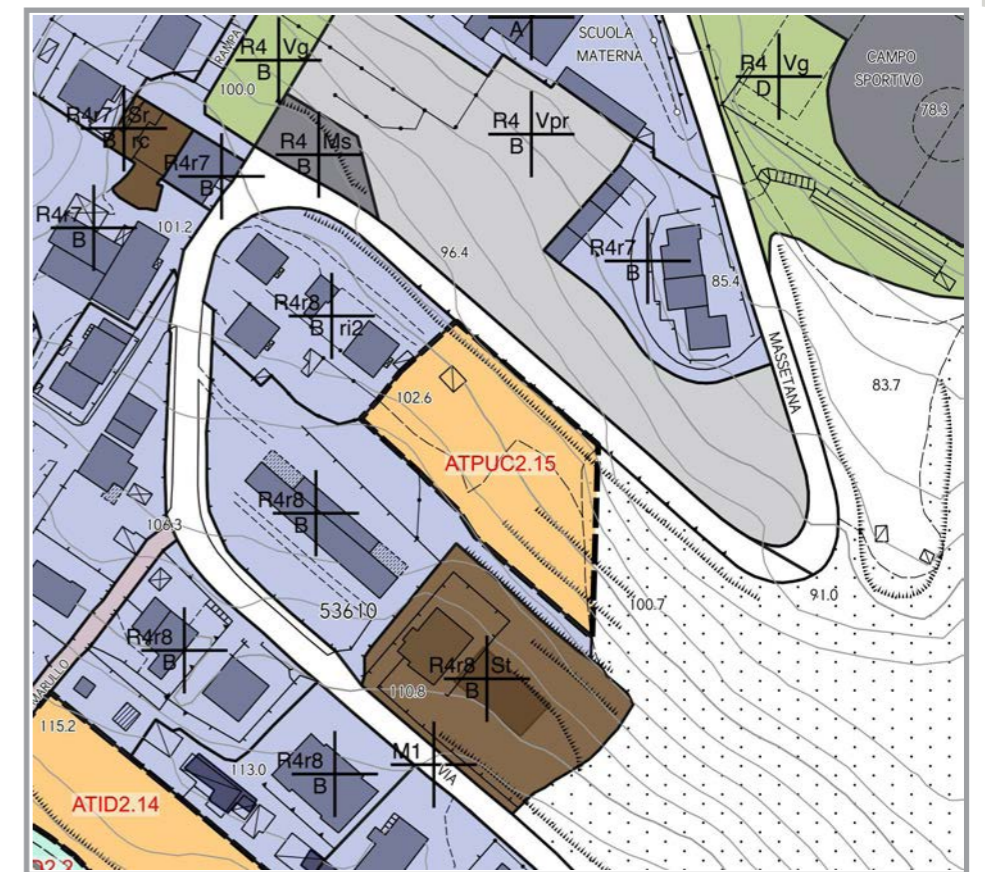 A
SCUOLA
MATERNA
RAMPA
R4 Vg
B
100.0
R4 Vg
D
CAMPO
SPORTIVO
78.3
R4r7 Sr
B rc
R4
B
R4 Vpr
B
R4r7
B
R4r7
B
101.2
96.4
R4r7
B
85.4
R4r8
B ri2
MASSETANA
83.7
102.6
ATPUC2.15
R4r8
B
106.3
53610
100.7
91.0
R4r8
B
R4r8 St
B
MARULLO
110.8
115.2
M1
VIA
R4r8
B
113.0
ATID2.14